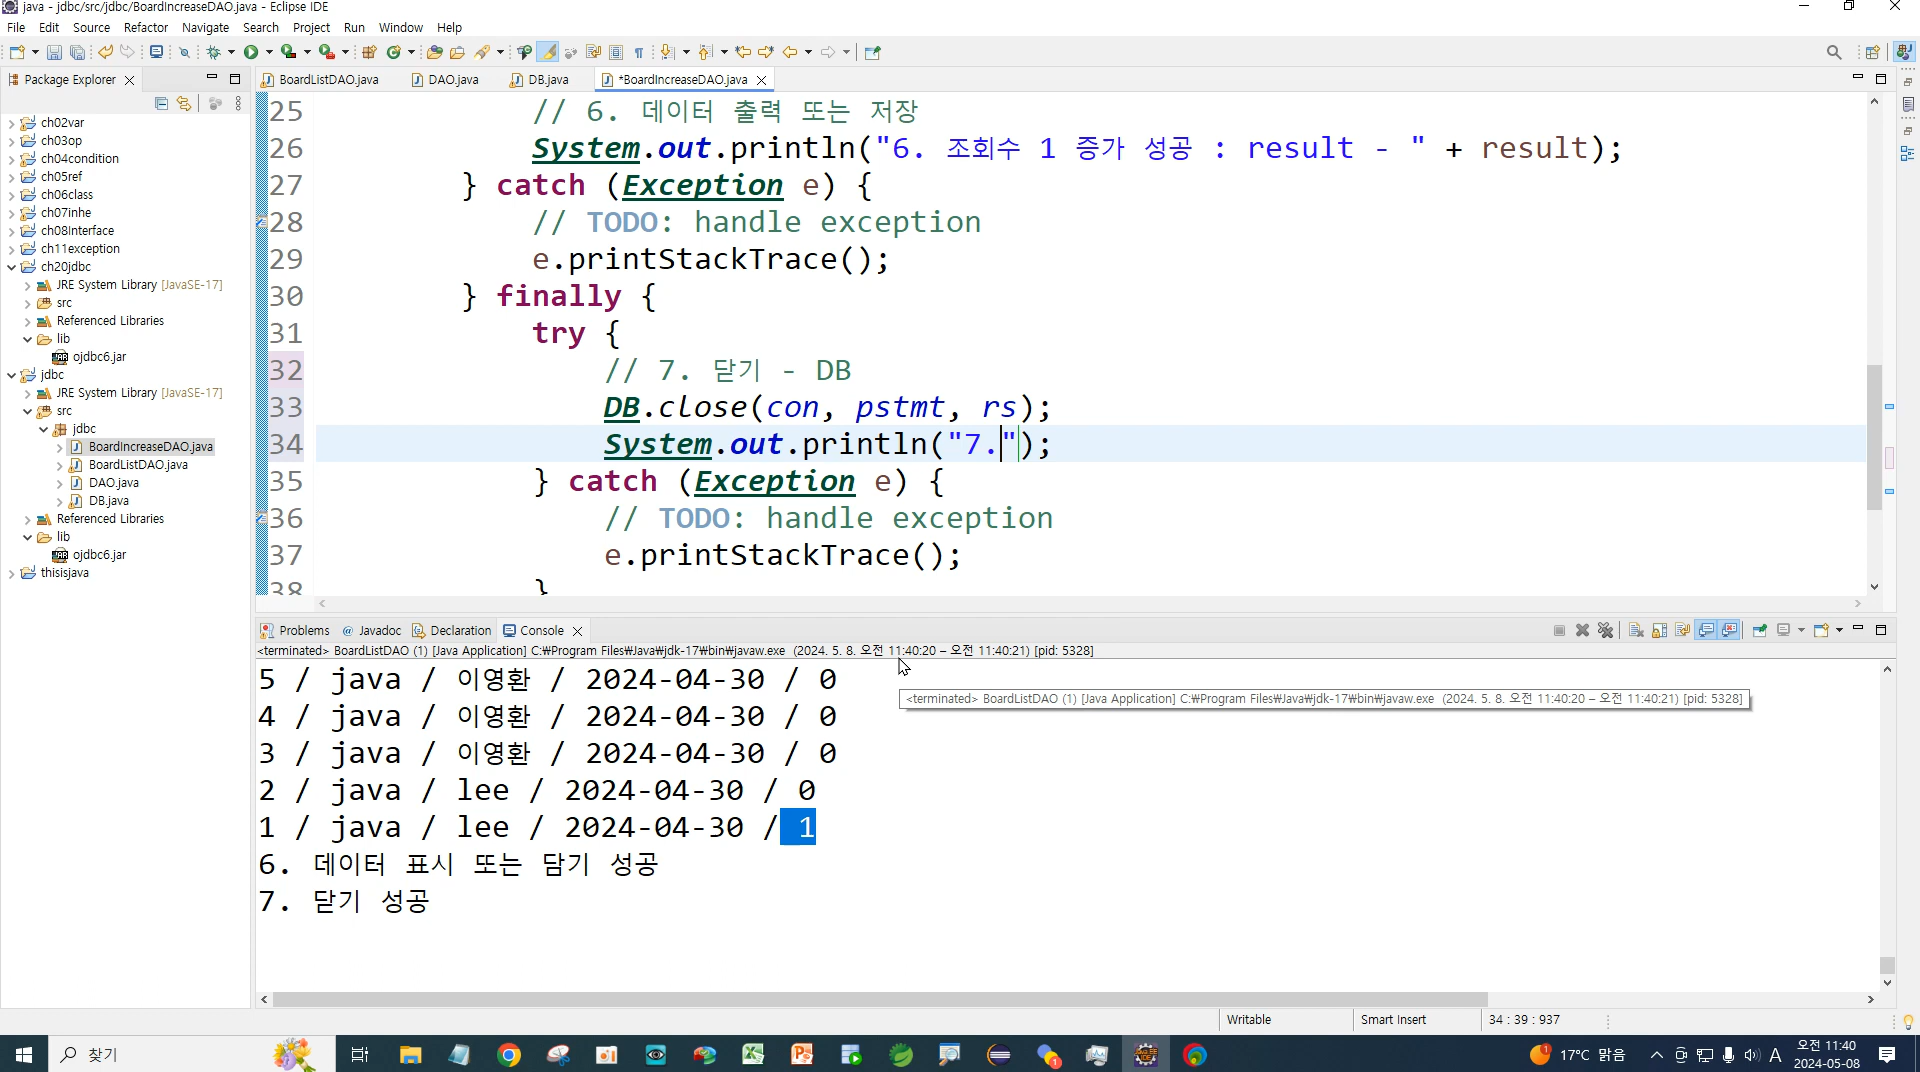 java - jdbc/src/jdbc/BoardIncreaseDAO.java - Eclipse IDE
File Edit Source Refactor Navigate Search Project Run Window Help
Package Explorer
BoardListDAO.java DAO.java DB.java *BoardIncreaseDAO.java
ch02var
ch03op
ch04condition
ch05ref
ch06class
ch07inhe
ch08Interface
ch11exception
ch20jdbc
JRE System Library [JavaSE-17]
src
Referenced Libraries
lib
ojdbc6.jar
jdbc
JRE System Library [JavaSE-17]
src
jdbc
BoardIncreaseDAO.java
BoardListDAO.java
DAO.java
DB.java
Referenced Libraries
lib
ojdbc6.jar
thisisjava
25 // 6. 데이터 출력 또는 저장
26 System.out.println("6. 조회수 1 증가 성공 : result - " + result);
27 } catch (Exception e) {
28 // TODO: handle exception
29 e.printStackTrace();
30 } finally {
31 try {
32 // 7. 닫기 - DB
33 DB.close(con, pstmt, rs);
34 System.out.println("7.");
35 } catch (Exception e) {
36 // TODO: handle exception
37 e.printStackTrace();
38 }
Problems @ Javadoc Declaration Console
<terminated> BoardListDAO (1) [Java Application] C:₩Program Files₩Java₩jdk-17₩bin₩javaw.exe (2024. 5. 8. 오전 11:40:20 – 오전 11:40:21) [pid: 5328]
5 / java / 이영환 / 2024-04-30 / 0
<terminated> BoardListDAO (1) [Java Application] C:₩Program Files₩Java₩jdk-17₩bin₩javaw.exe (2024. 5. 8. 오전 11:40:20 – 오전 11:40:21) [pid: 5328]
4 / java / 이영환 / 2024-04-30 / 0
3 / java / 이영환 / 2024-04-30 / 0
2 / java / lee / 2024-04-30 / 0
1 / java / lee / 2024-04-30 / 1
6. 데이터 표시 또는 담기 성공
7. 닫기 성공
Writable Smart Insert 34 : 39 : 937
찾기
17°C 맑음 A 오전 11:40
2024-05-08